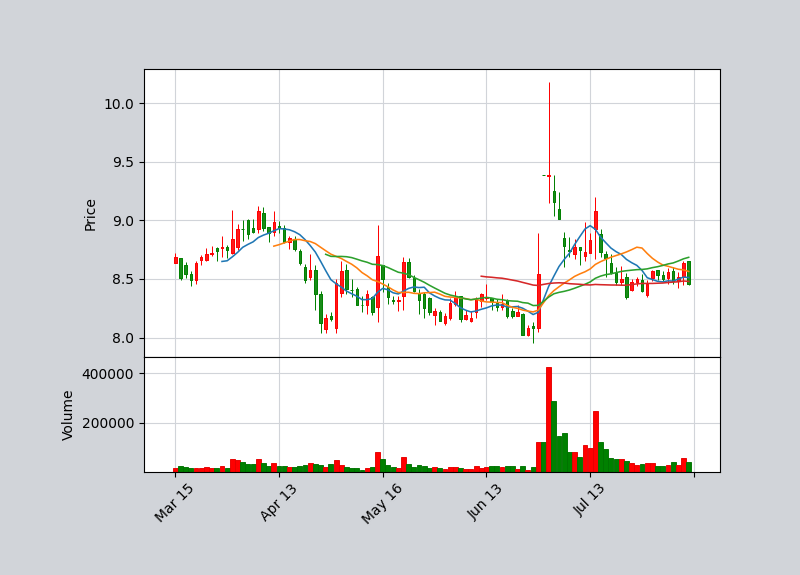 10.0
9.5
9.0
8.5
8.0
Price
400000
200000
Volume
Mar 15
Apr 13
May 16
Jun 13
Jul 13